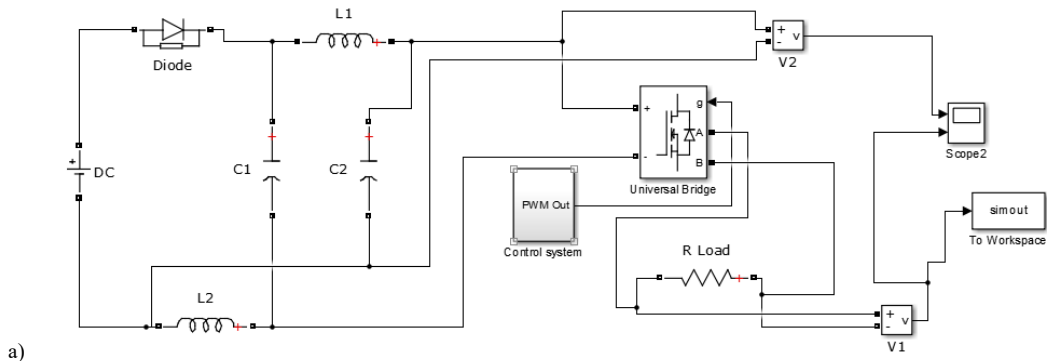 L1
Diode
+
-
v
V2
+
DC
C1
C2
+
-
g
A
B
Universal Bridge
Scope2
PWM Out
Control system
simout
To Workspace
R Load
L2
+
-
v
V1
a)